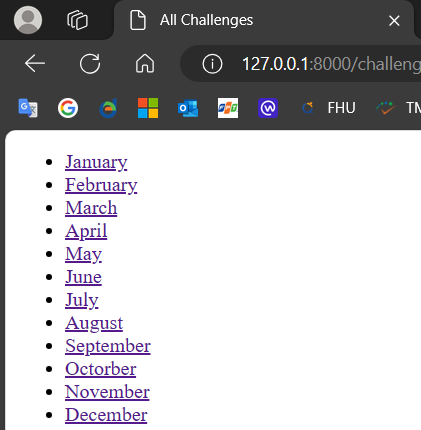 All Challenges
127.0.0.1:8000/challeng
FHU
TM
January
February
March
April
May
June
July
August
September
Octorber
November
December